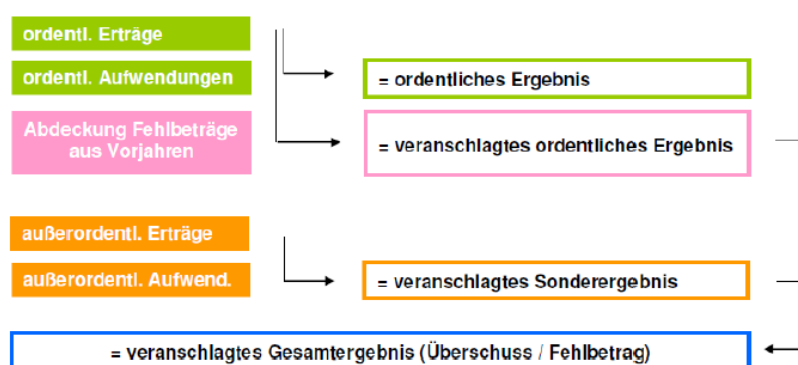 ordentl. Erträge
ordentl. Aufwendungen
= ordentliches Ergebnis
Abdeckung Fehlbeträge
aus Vorjahren
= veranschlagtes ordentliches Ergebnis
außerordentl. Erträge
außerordentl. Aufwend.
= veranschlagtes Sonderergebnis
= veranschlagtes Gesamtergebnis (Überschuss / Fehlbetrag)